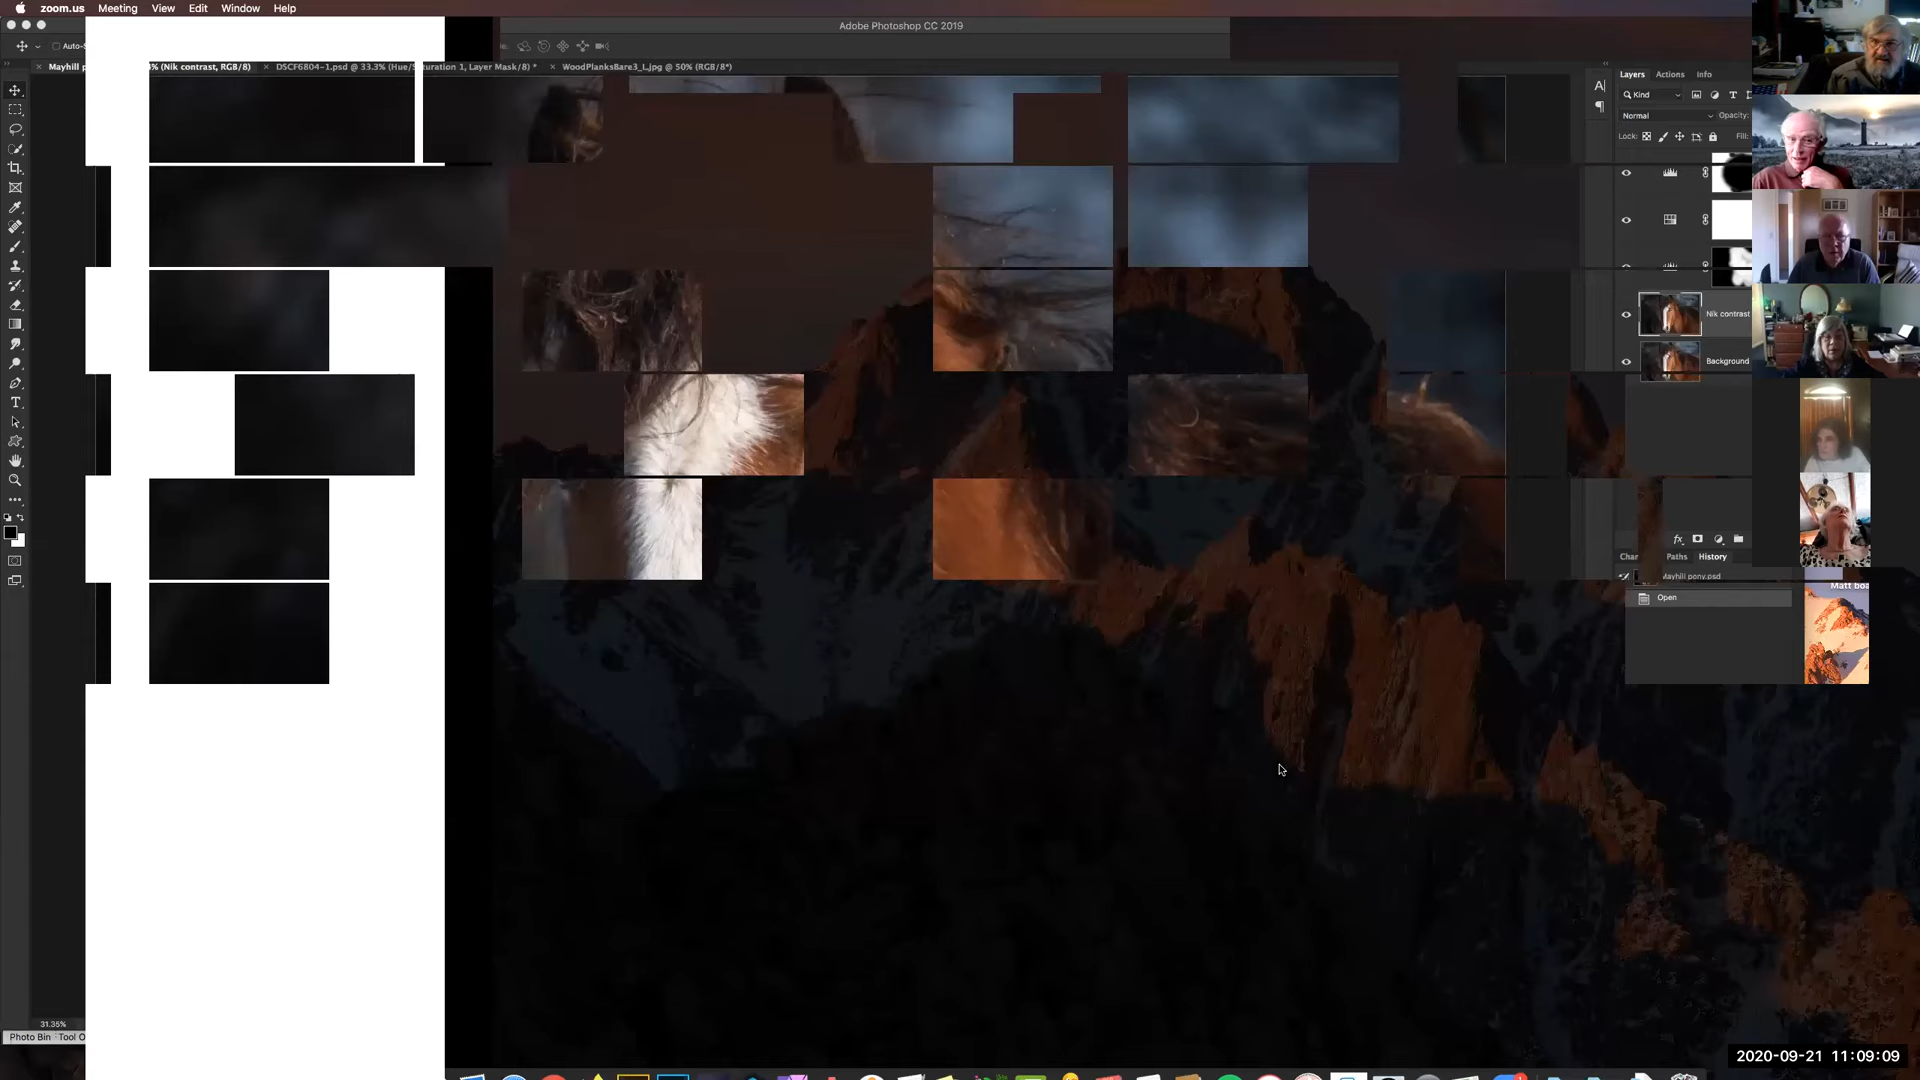 zoom.us Meeting View Edit Window Help
Adobe Photoshop CC 2019
Auto-S
Mayhill p % (Nik contrast, RGB/8) DSCF6804-1.psd @ 33.3% (Hue/Saturation 1, Layer Mask/8) * WoodPlanksBare3_L.jpg @ 50% (RGB/8*)
Layers Actions Info
Kind
Normal Opacity:
Lock: Fill:
Nik contrast
Background
Char Paths History
Mayhill pony.psd
Matt boa
Open
31.35%
Photo Bin Tool O
2020-09-21 11:09:09